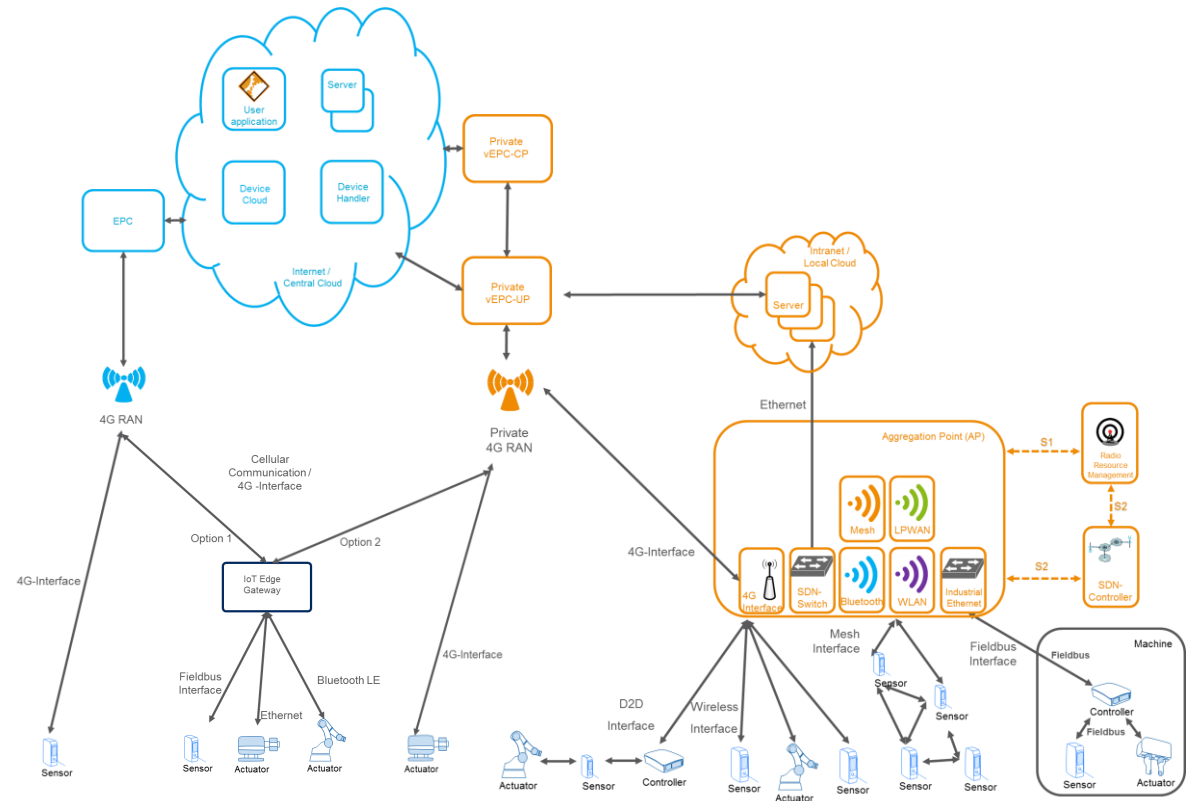 User
application
Server
Private
vEPC-CP
Device
Cloud
Device
Handler
EPC
Internet /
Central Cloud
Private
vEPC-UP
Intranet /
Local Cloud
Server
4G RAN
Private
4G RAN
Ethernet
Aggregation Point (AP)
S1
Radio
Resource
Management
S2
Cellular
Communication /
4G -Interface
Mesh
LPWAN
Option 1
Option 2
4G-Interface
4G-Interface
IoT Edge
Gateway
4G
Interface
SDN-
Switch
Bluetooth
WLAN
Industrial
Ethernet
S2
SDN-
Controller
4G-Interface
Mesh
Interface
Fieldbus
Interface
Machine
Fieldbus
Fieldbus
Interface
Bluetooth LE
Ethernet
D2D
Interface
Wireless
Interface
Sensor
Sensor
Controller
Fieldbus
Sensor
Sensor
Actuator
Actuator
Actuator
Actuator
Sensor
Controller
Sensor
Actuator
Sensor
Sensor
Sensor
Sensor
Actuator